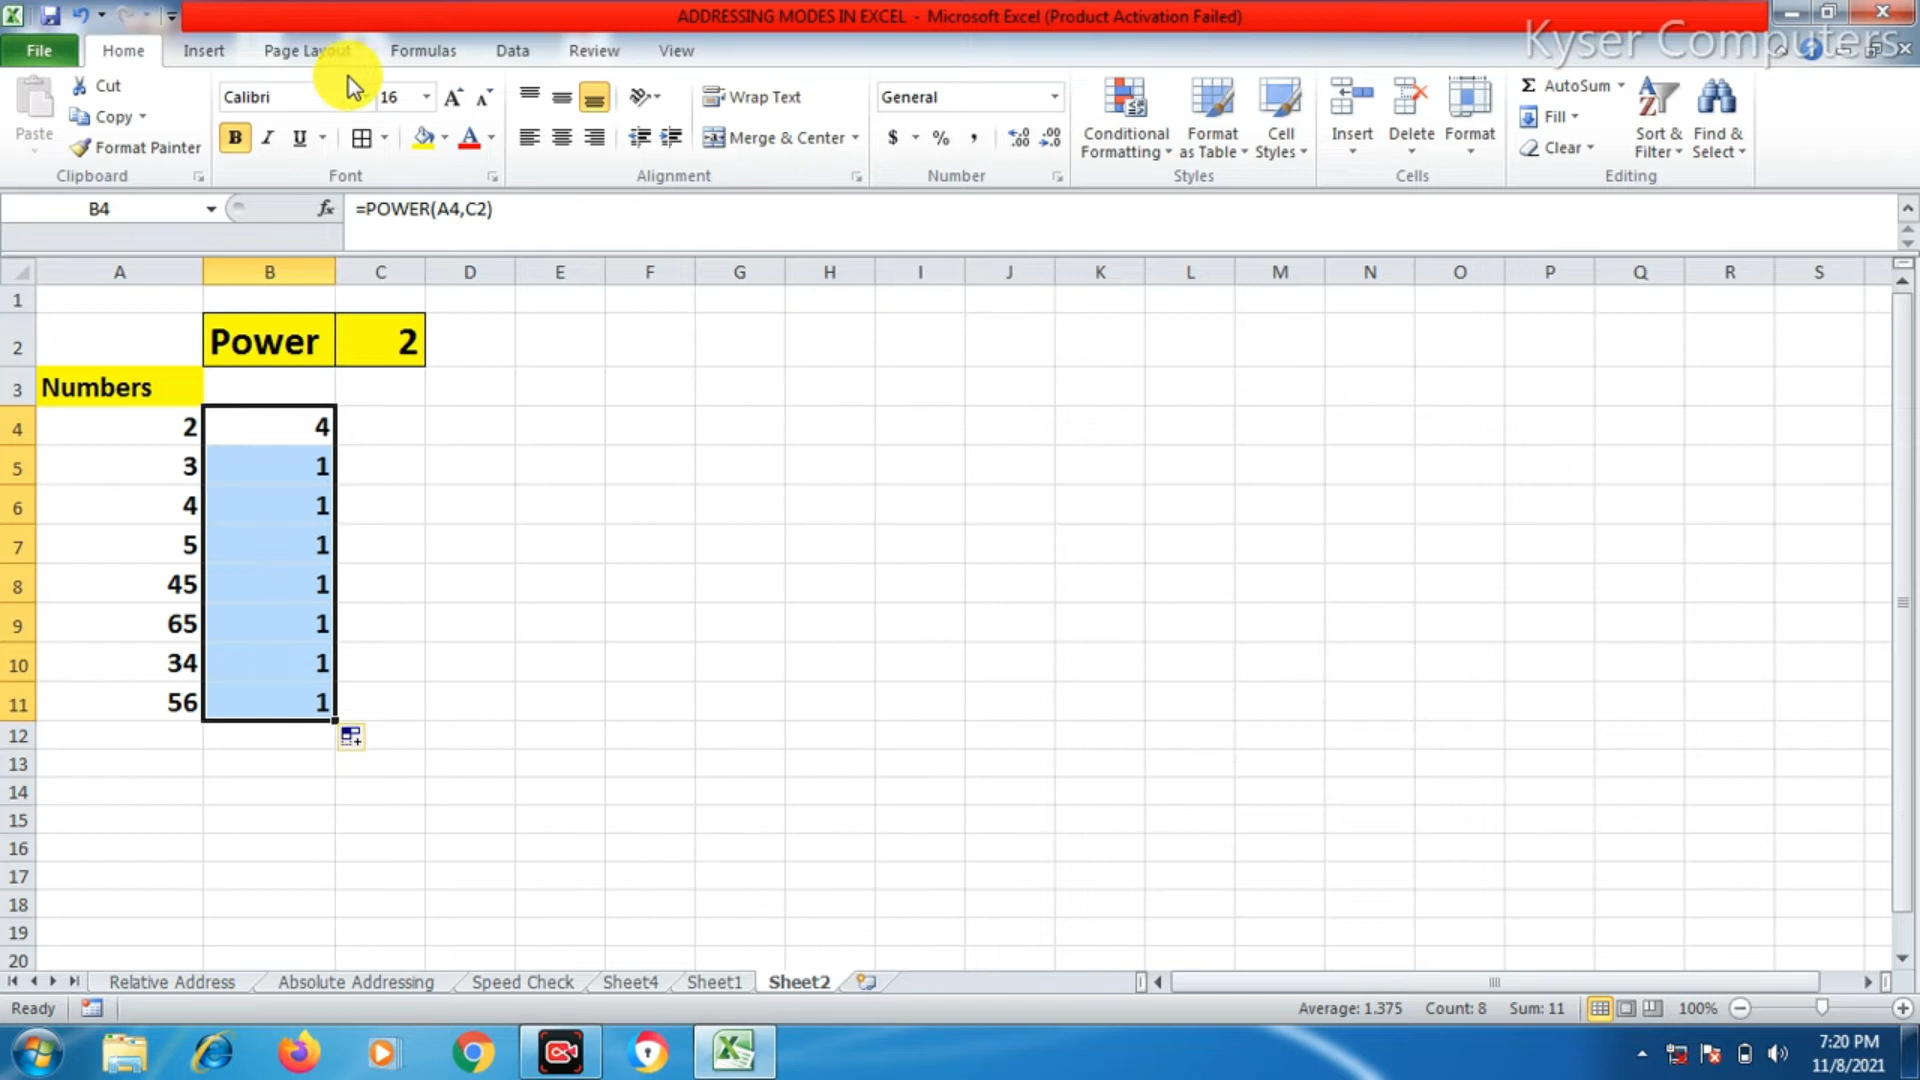 ADDRESSING MODES IN EXCEL - Microsoft Excel (Product Activation Failed)
Kyser Computers
File Home Insert Page Layout Formulas Data Review View
Cut
Copy
Format Painter
Paste
Clipboard
Calibri 16
B I U A
Font
Wrap Text
Merge & Center
Alignment
General
$ % ,
Number
Conditional Formatting
Format as Table
Cell Styles
Styles
Insert Delete Format
Cells
Σ AutoSum
Fill
Clear
Sort & Filter
Find & Select
Editing
B4 fx =POWER(A4,C2)
A B C D E F G H I J K L M N O P Q R S
1
2 Power 2
3 Numbers
4 2 4
5 3 1
6 4 1
7 5 1
8 45 1
9 65 1
10 34 1
11 56 1
12
13
14
15
16
17
18
19
20
Relative Address Absolute Addressing Speed Check Sheet4 Sheet1 Sheet2
Ready Average: 1.375 Count: 8 Sum: 11 100%
7:20 PM
11/8/2021